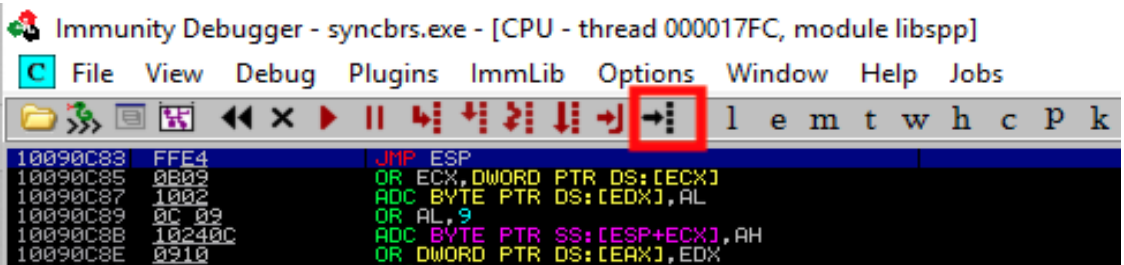 Immunity Debugger - syncbrs.exe - [CPU - thread 000017FC, module libspp]
C File View Debug Plugins ImmLib Options Window Help Jobs
l e m t w h c P k
10090C83 FFE4 JMP ESP
10090C85 0B09 OR ECX,DWORD PTR DS:[ECX]
10090C87 1002 ADC BYTE PTR DS:[EDX],AL
10090C89 0C 09 OR AL,9
10090C8B 10240C ADC BYTE PTR SS:[ESP+ECX],AH
10090C8E 0910 OR DWORD PTR DS:[EAX],EDX